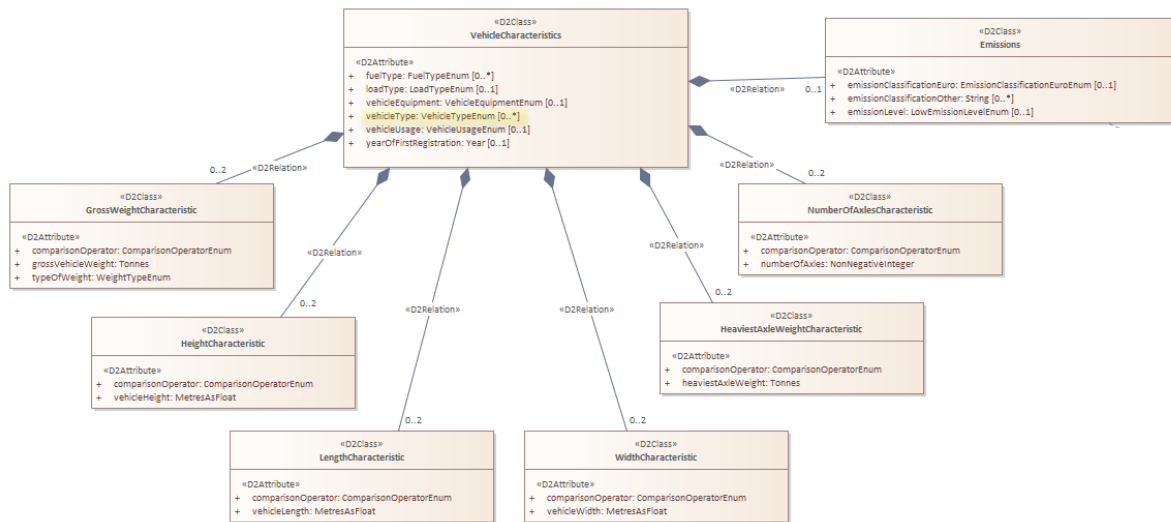 «D2Class»
VehicleCharacteristics
«D2Attribute»
+ fuelType: FuelTypeEnum [0..*]
+ loadType: LoadTypeEnum [0..1]
+ vehicleEquipment: VehicleEquipmentEnum [0..1]
+ vehicleType: VehicleTypeEnum [0..*]
+ vehicleUsage: VehicleUsageEnum [0..1]
+ yearOfFirstRegistration: Year [0..1]
«D2Class»
Emissions
«D2Attribute»
+ emissionClassificationEuro: EmissionClassificationEuroEnum [0..1]
+ emissionClassificationOther: String [0..*]
+ emissionLevel: LowEmissionLevelEnum [0..1]
«D2Relation»
0..1
«D2Relation»
0..2
«D2Class»
GrossWeightCharacteristic
«D2Attribute»
+ comparisonOperator: ComparisonOperatorEnum
+ grossVehicleWeight: Tonnes
+ typeOfWeight: WeightTypeEnum
«D2Relation»
0..2
«D2Class»
NumberOfAxlesCharacteristic
«D2Attribute»
+ comparisonOperator: ComparisonOperatorEnum
+ numberOfAxles: NonNegativeInteger
«D2Relation»
0..2
«D2Class»
HeightCharacteristic
«D2Attribute»
+ comparisonOperator: ComparisonOperatorEnum
+ vehicleHeight: MetresAsFloat
«D2Relation»
0..2
«D2Class»
HeaviestAxleWeightCharacteristic
«D2Attribute»
+ comparisonOperator: ComparisonOperatorEnum
+ heaviestAxleWeight: Tonnes
«D2Relation»
0..2
«D2Class»
LengthCharacteristic
«D2Attribute»
+ comparisonOperator: ComparisonOperatorEnum
+ vehicleLength: MetresAsFloat
«D2Relation»
0..2
«D2Class»
WidthCharacteristic
«D2Attribute»
+ comparisonOperator: ComparisonOperatorEnum
+ vehicleWidth: MetresAsFloat